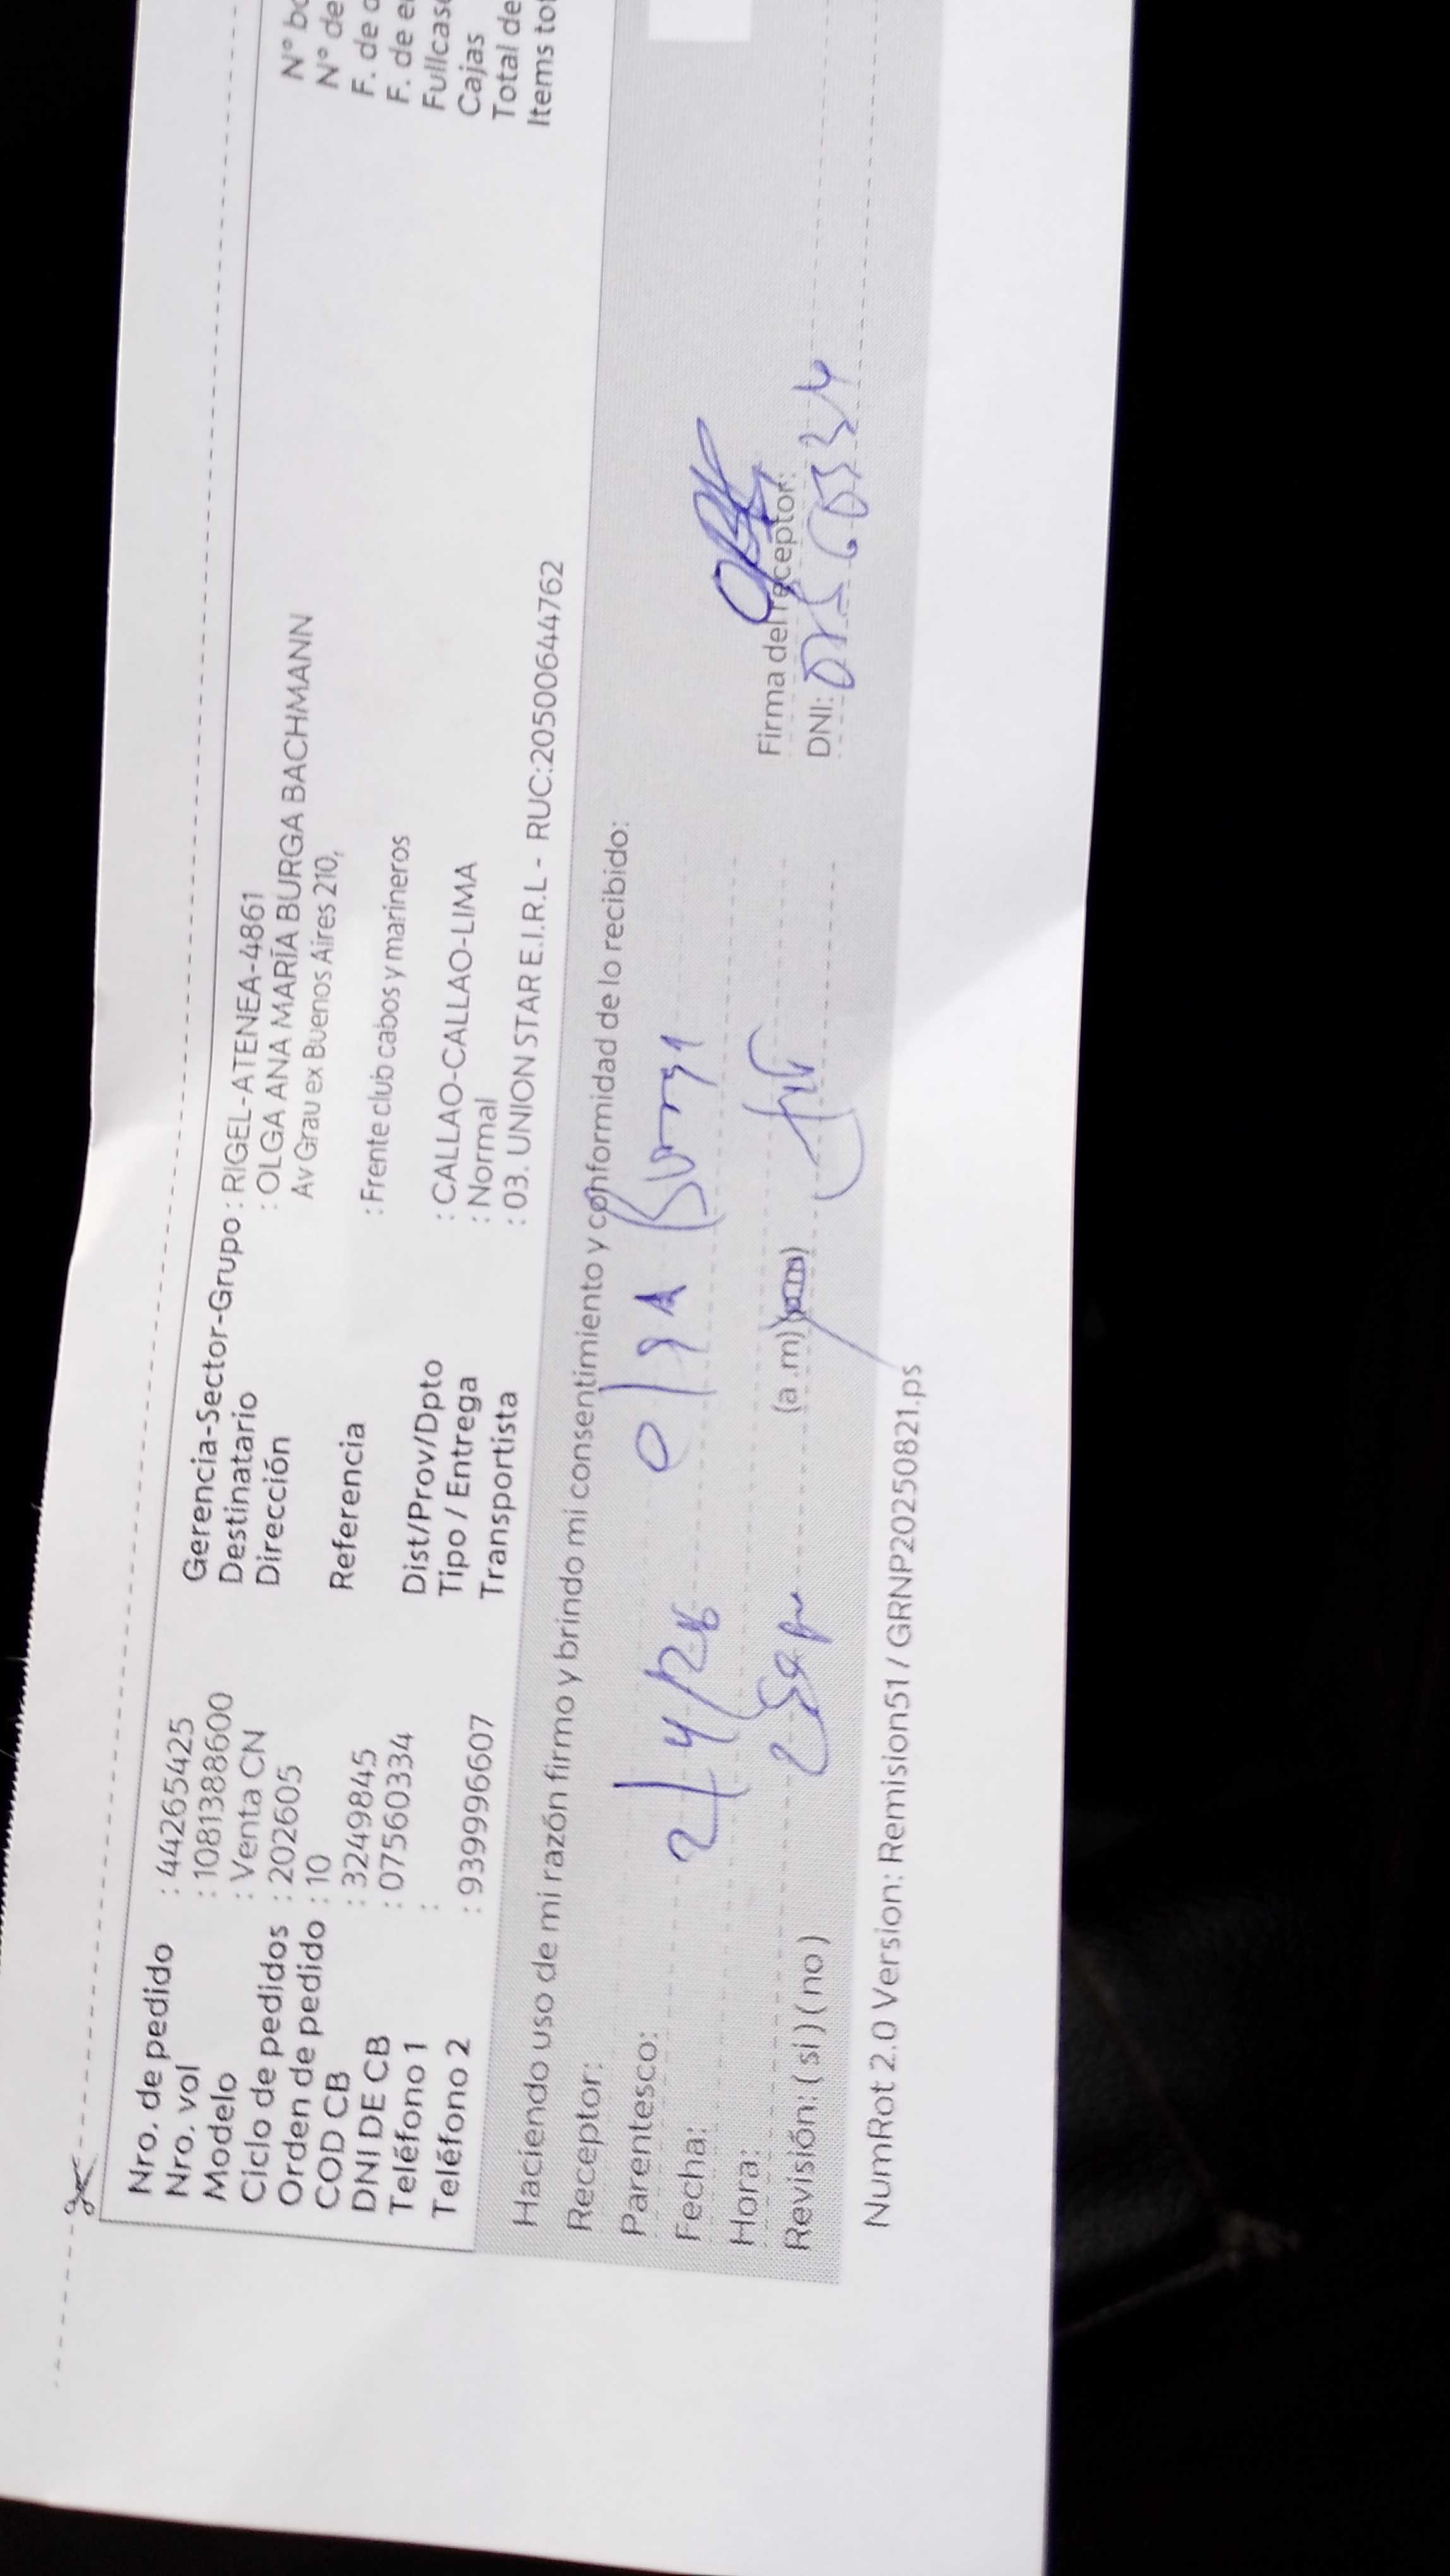 Nro. de pedido : 44265425
Nro. vol : 1081388600
Modelo : Venta CN
Ciclo de pedidos : 202605
Orden de pedido : 10
COD CB : 3249845
DNI DE CB : 07560334
Teléfono 1 :
Teléfono 2 : 939996607
Gerencia-Sector-Grupo : RIGEL-ATENEA-4861
Destinatario : OLGA ANA MARÍA BURGA BACHMANN
Dirección Av Grau ex Buenos Aires 210,
Referencia : Frente club cabos y marineros
Dist/Prov/Dpto : CALLAO-CALLAO-LIMA
Tipo / Entrega : Normal
Transportista : 03. UNION STAR E.I.R.L - RUC:20500644762
N°
N° de
F. de
F. de
Cajas
Total de
Items
Haciendo uso de mi razón firmo y brindo mi consentimiento y conformidad de lo recibido:
Receptor: Olga Burga
Parentesco:
Fecha: 21/4/26
Hora: (a .m)
Revisión: ( si ) ( no )
Firma del receptor:
DNI: 07560334
NumRot 2.0 Version: Remision51 / GRNP20250821.ps